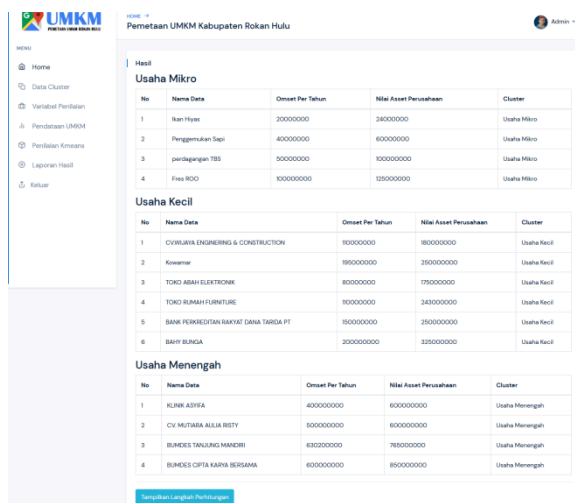 UMKM
PEMETAAN UMKM ROKAN HULU
HOME →
Pemetaan UMKM Kabupaten Rokan Hulu
Admin
MENU
Home
Data Cluster
Variabel Penilaian
Pendataan UMKM
Penilaian Kmeans
Laporan Hasil
Keluar
Hasil
Usaha Mikro
No Nama Data Omset Per Tahun Nilai Asset Perusahaan Cluster
1 Ikan Hiyas 20000000 24000000 Usaha Mikro
2 Penggemukan Sapi 40000000 60000000 Usaha Mikro
3 perdagangan TBS 50000000 100000000 Usaha Mikro
4 Fres ROO 100000000 125000000 Usaha Mikro
Usaha Kecil
No Nama Data Omset Per Tahun Nilai Asset Perusahaan Cluster
1 CV.WIJAYA ENGINERING & CONSTRUCTION 110000000 180000000 Usaha Kecil
2 Kowamar 195000000 250000000 Usaha Kecil
3 TOKO ABAH ELEKTRONIK 80000000 175000000 Usaha Kecil
4 TOKO RUMAH FURNITURE 110000000 243000000 Usaha Kecil
5 BANK PERKREDITAN RAKYAT DANA TARIDA PT 150000000 250000000 Usaha Kecil
6 BAHY BUNGA 200000000 325000000 Usaha Kecil
Usaha Menengah
No Nama Data Omset Per Tahun Nilai Asset Perusahaan Cluster
1 KLINIK ASYIFA 400000000 600000000 Usaha Menengah
2 CV. MUTIARA AULIA RISTY 500000000 600000000 Usaha Menengah
3 BUMDES TANJUNG MANDIRI 630200000 765000000 Usaha Menengah
4 BUMDES CIPTA KARYA BERSAMA 600000000 850000000 Usaha Menengah
Tampilkan Langkah Perhitungan